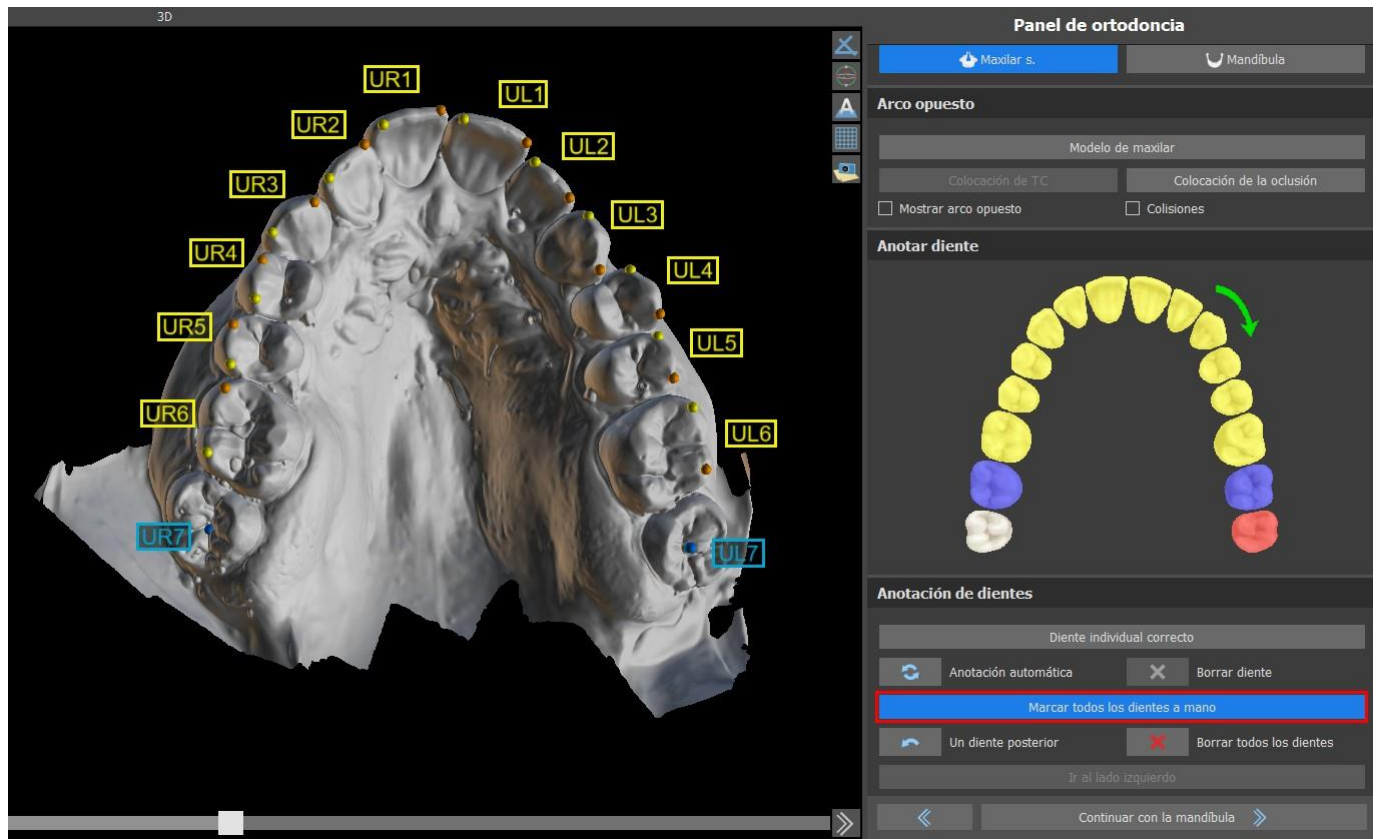 3D
UR1
UL1
UR2
UL2
UR3
UL3
UR4
UL4
UR5
UL5
UR6
UL6
UR7
UL7
A
Panel de ortodoncia
Maxilar s.
Mandíbula
Arco opuesto
Modelo de maxilar
Colocación de TC
Colocación de la oclusión
Mostrar arco opuesto
Colisiones
Anotar diente
Anotación de dientes
Diente individual correcto
Anotación automática
Borrar diente
Marcar todos los dientes a mano
Un diente posterior
Borrar todos los dientes
Ir al lado izquierdo
Continuar con la mandíbula